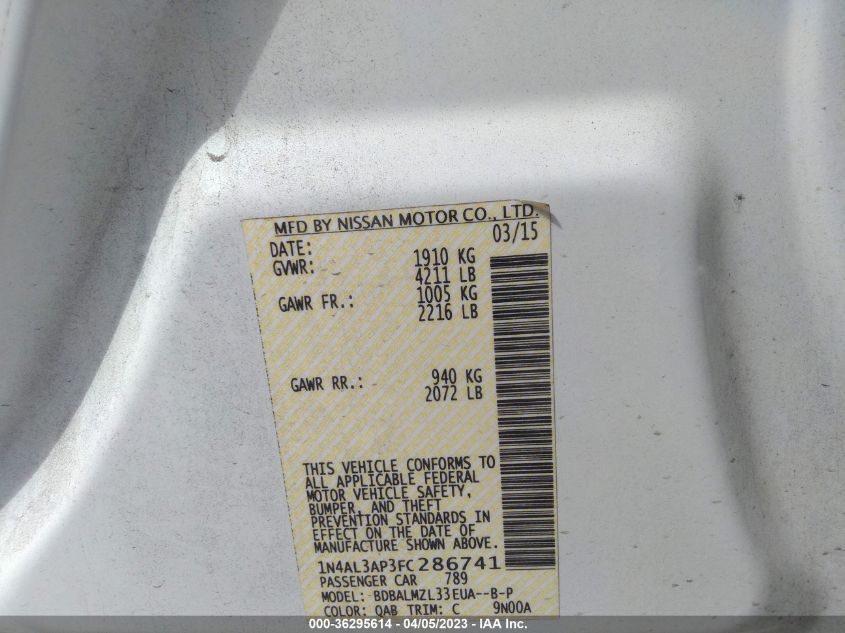 MFD BY NISSAN MOTOR CO., LTD.
DATE: 03/15
GVWR: 1910 KG
4211 LB
GAWR FR.: 1005 KG
2216 LB
GAWR RR.: 940 KG
2072 LB
THIS VEHICLE CONFORMS TO
ALL APPLICABLE FEDERAL
MOTOR VEHICLE SAFETY,
BUMPER, AND THEFT
PREVENTION STANDARDS IN
EFFECT ON THE DATE OF
MANUFACTURE SHOWN ABOVE.
1N4AL3AP3FC286741
PASSENGER CAR 789
MODEL: BDBALMZL33EUA--B-P
COLOR: QAB TRIM: C 9N00A
000-36295614 - 04/05/2023 - IAA Inc.